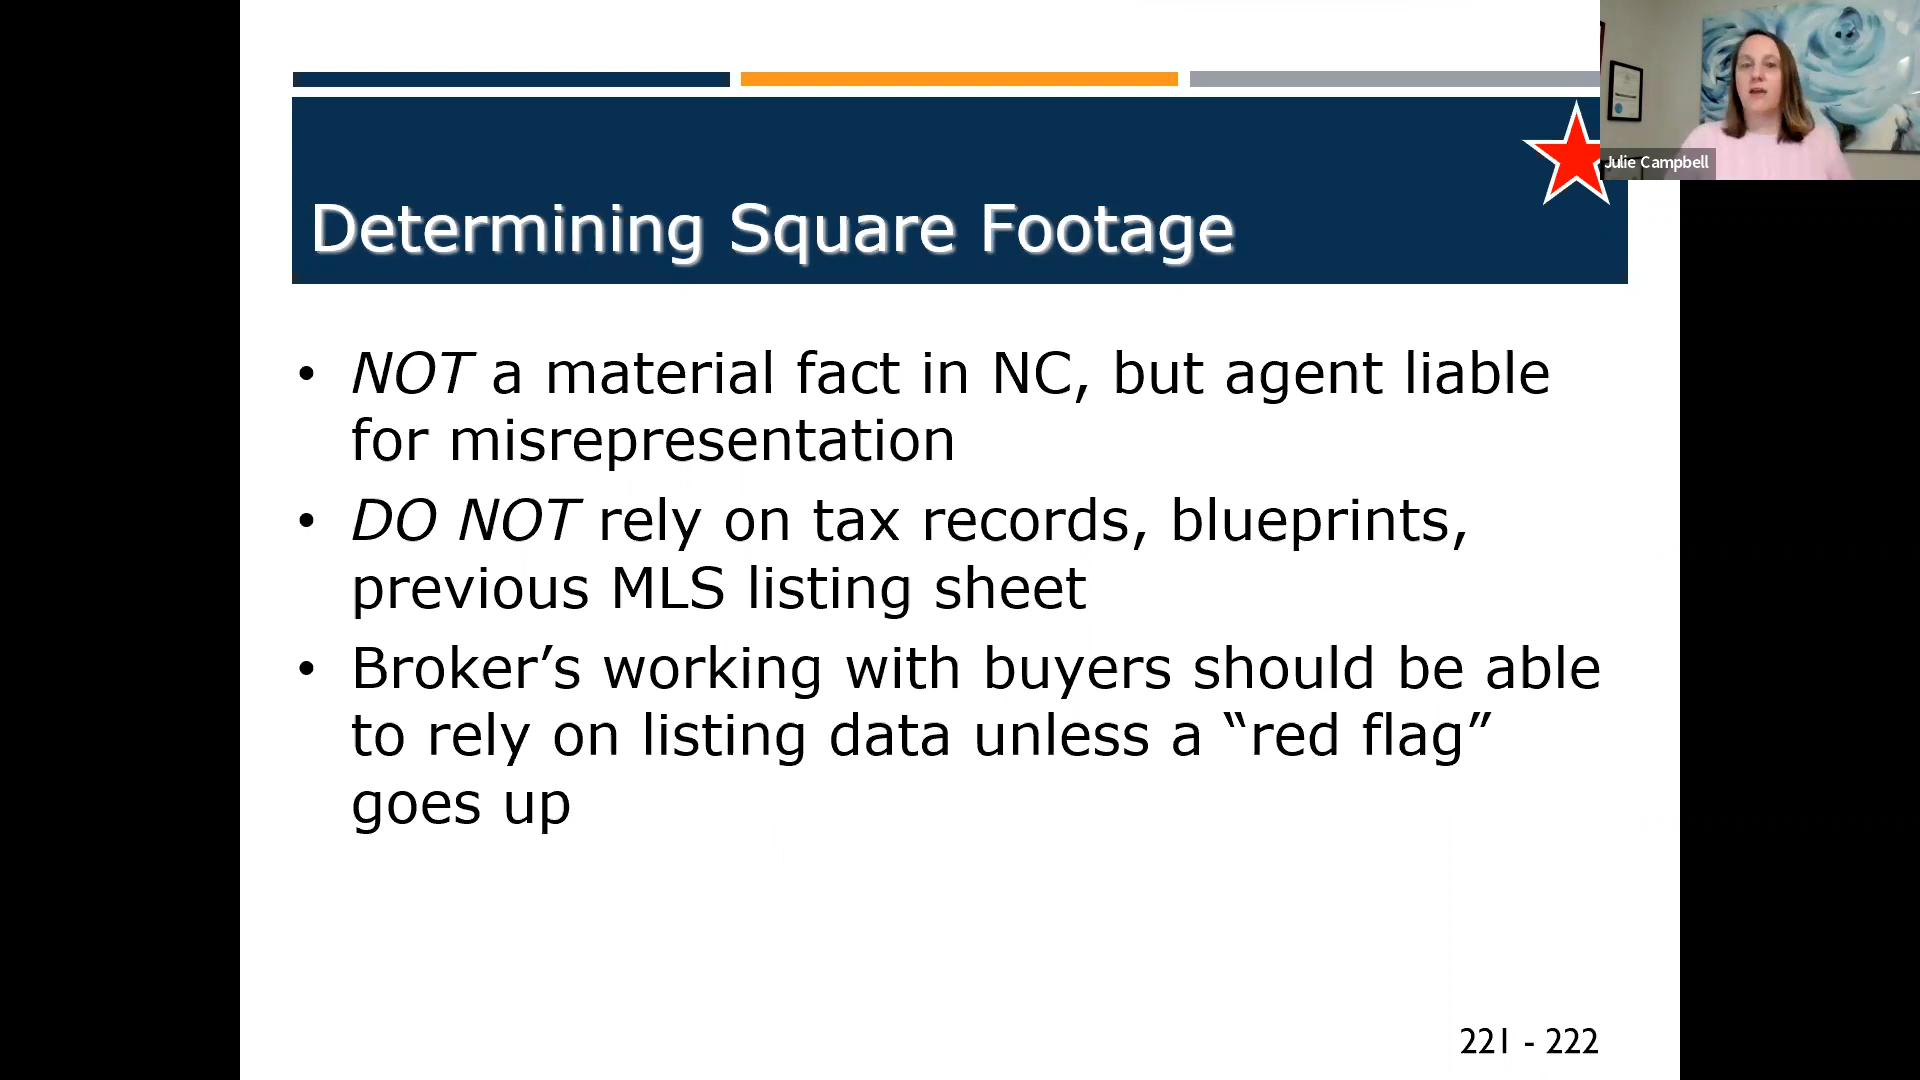 Julie Campbell
Determining Square Footage
• NOT a material fact in NC, but agent liable
for misrepresentation
• DO NOT rely on tax records, blueprints,
previous MLS listing sheet
• Broker’s working with buyers should be able
to rely on listing data unless a “red flag”
goes up
221 - 222